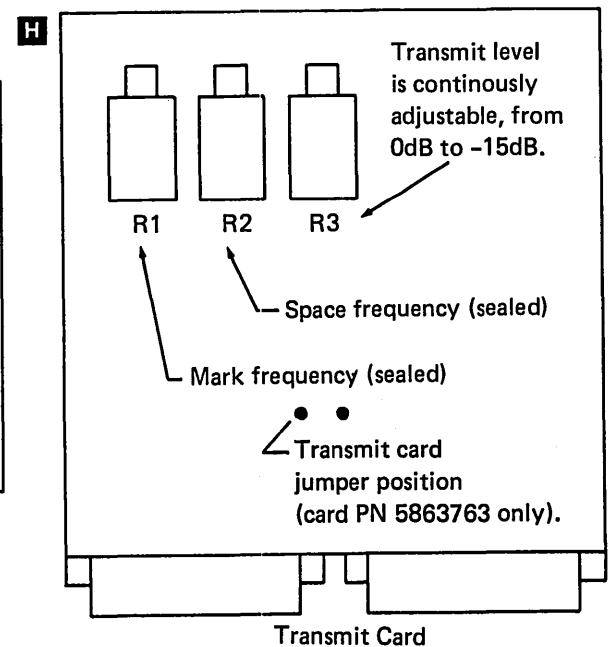 H
Transmit level
is continously
adjustable, from
0dB to -15dB.
R1 R2 R3
Space frequency (sealed)
Mark frequency (sealed)
Transmit card
jumper position
(card PN 5863763 only).
Transmit Card